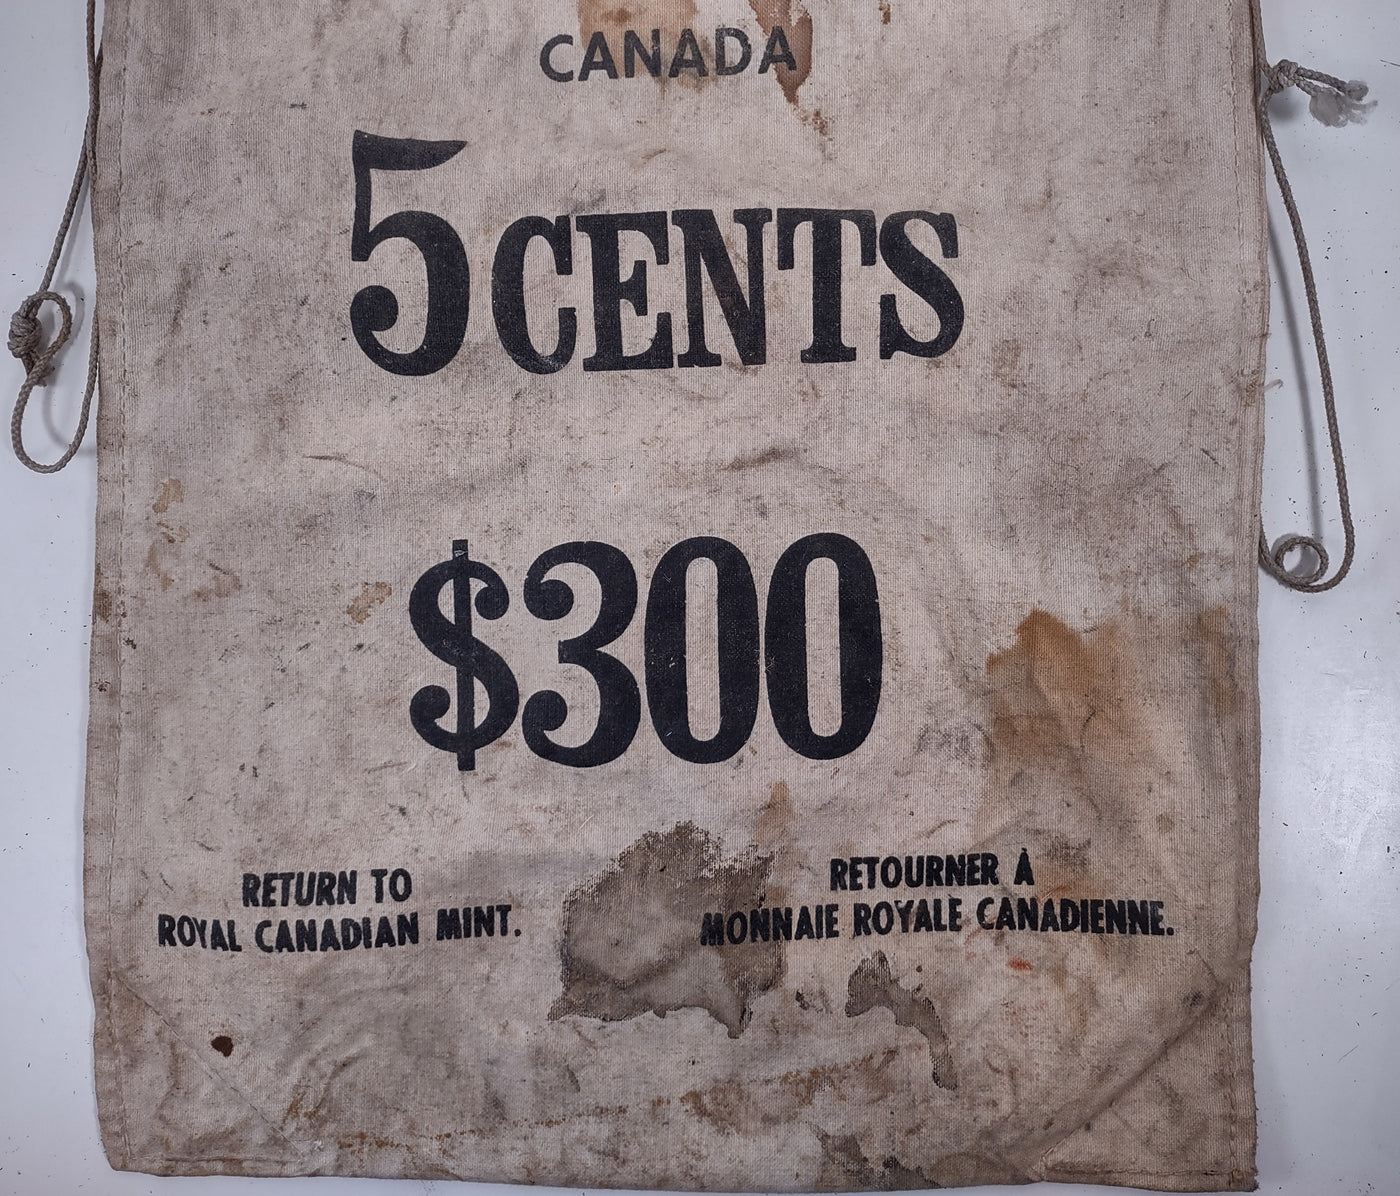 CANADA
5 CENTS
$300
RETURN TO
ROYAL CANADIAN MINT.
RETOURNER À
MONNAIE ROYALE CANADIENNE.